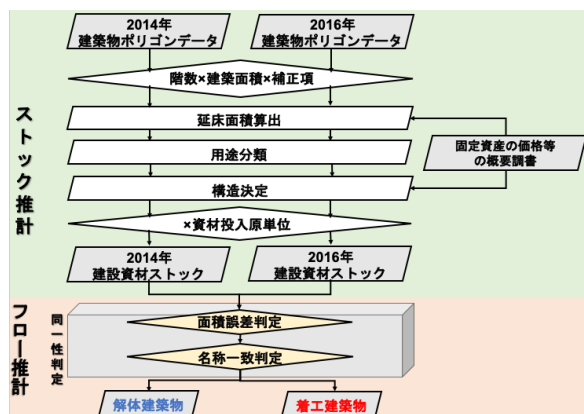 2014年
建築物ポリゴンデータ
2016年
建築物ポリゴンデータ
階数×建築面積×補正項
延床面積算出
用途分類
構造決定
固定資産の価格等
の概要調書
×資材投入原単位
2014年
建設資材ストック
2016年
建設資材ストック
ストック推計
面積誤差判定
名称一致判定
同一性判定
フロー推計
解体建築物
着工建築物